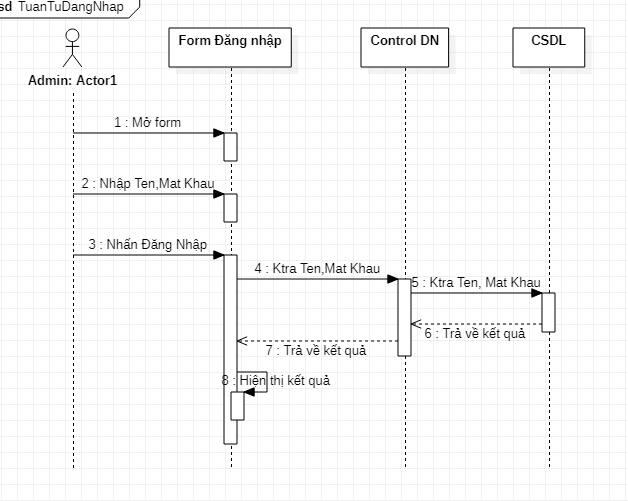 sd TuanTuDangNhap
Form Đăng nhập
Control DN
CSDL
Admin: Actor1
1 : Mở form
2 : Nhập Ten,Mat Khau
3 : Nhấn Đăng Nhập
4 : Ktra Ten,Mat Khau
5 : Ktra Ten, Mat Khau
6 : Trả về kết quả
7 : Trả về kết quả
8 : Hiện thị kết quả